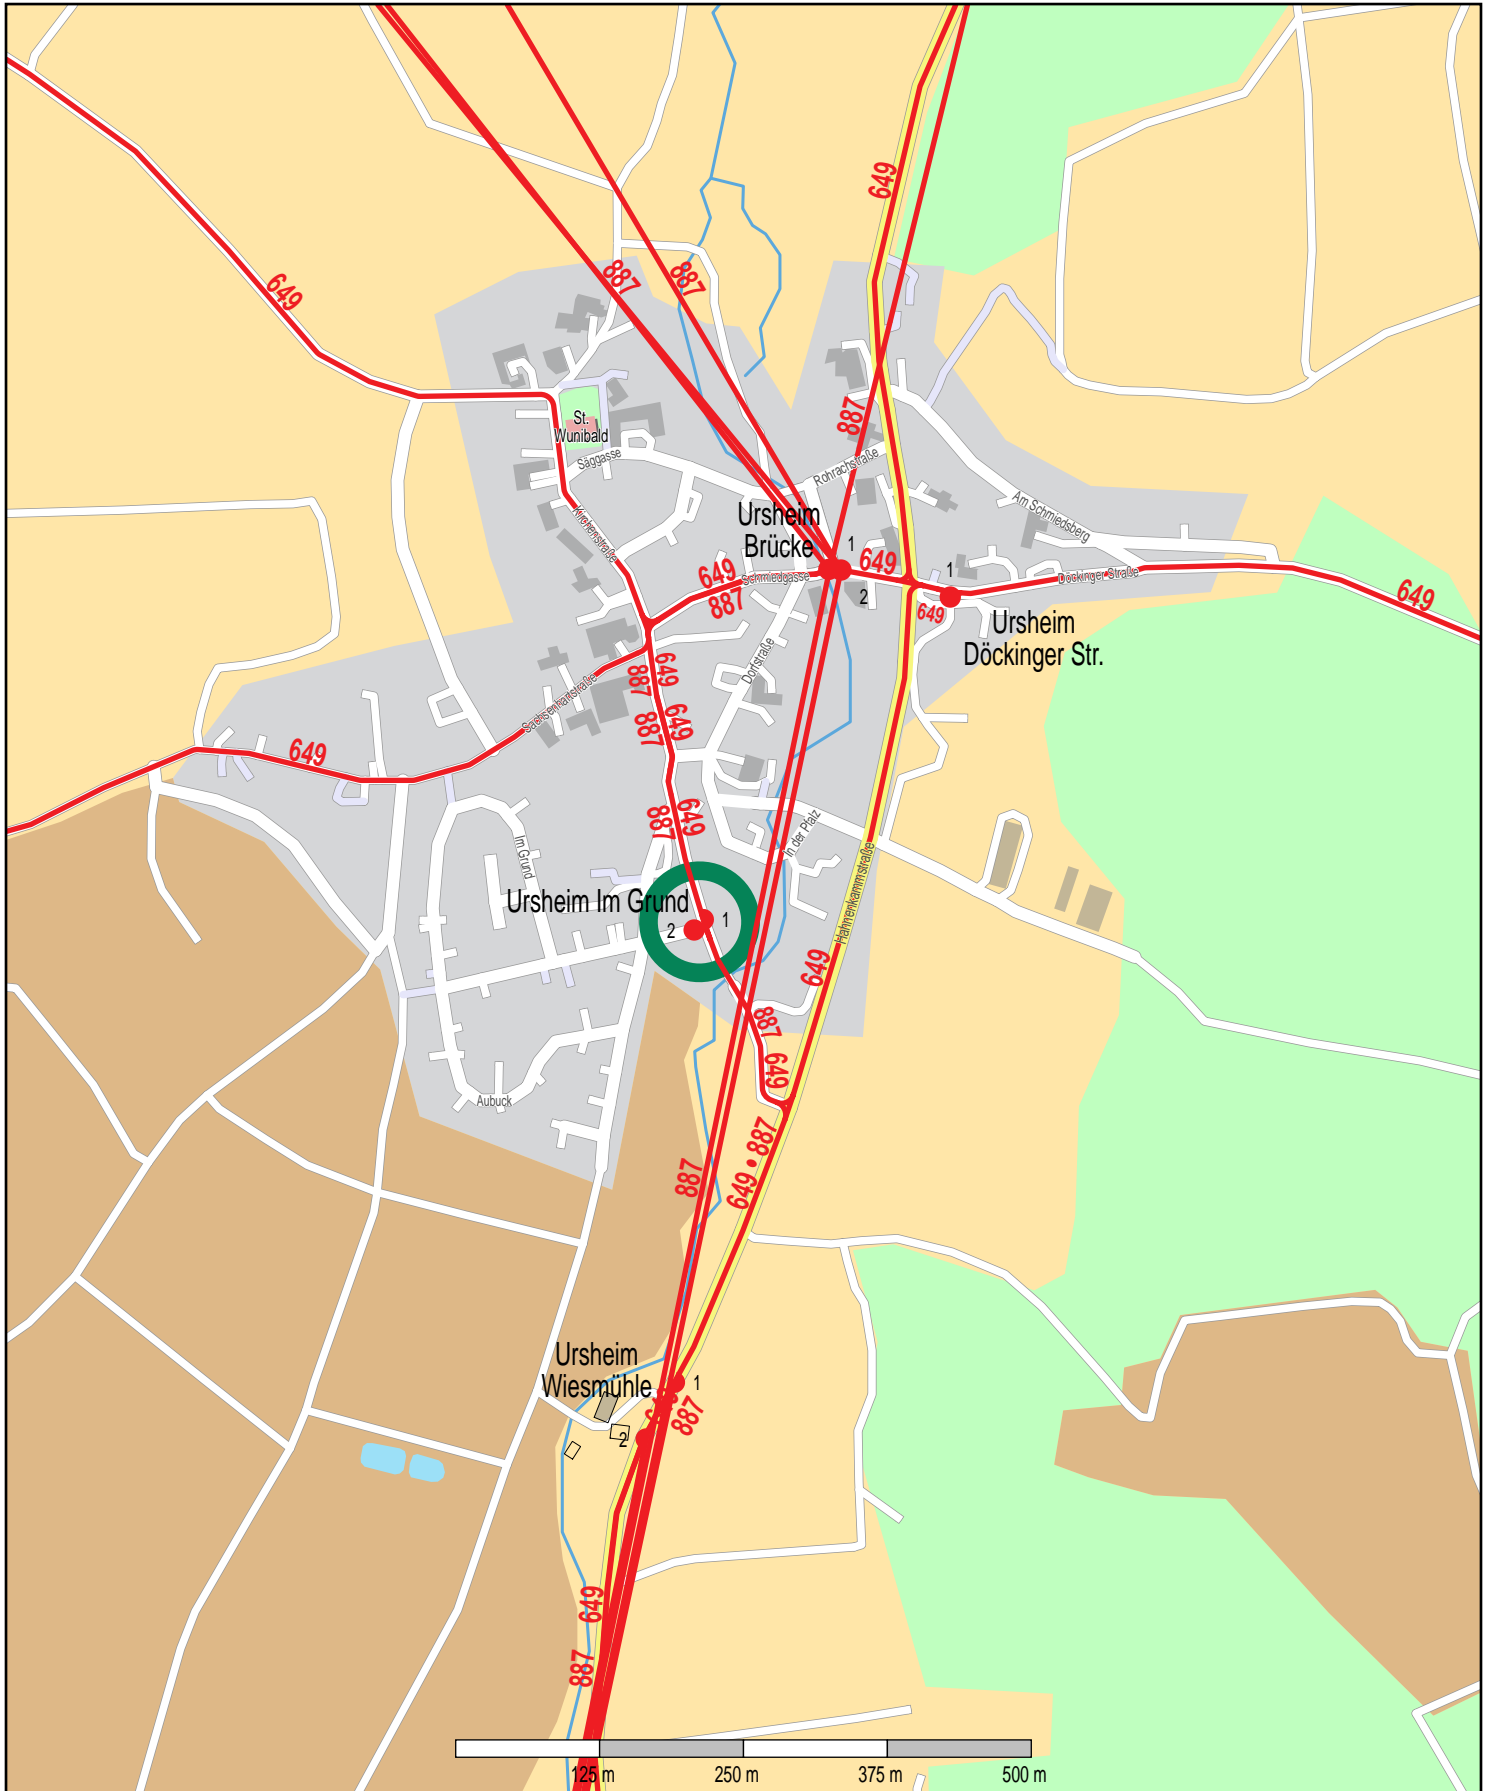 649
649
887
887
887
St.
Wunibald
Säggasse
Rohrachstraße
Am Schmiedsberg
Kirchenstraße
Ursheim
Brücke
1
649
2
649
887
Schmiedgasse
1
649
Döckinger Straße
649
Ursheim
Döckinger Str.
Dorfstraße
649
887
649
887
Sachsenhartstraße
649
649
887
Im Grund
In der Pfalz
Hahnenkammstraße
Ursheim Im Grund
1
2
649
887
649
Aubuck
887
649 • 887
Ursheim
Wiesmühle
1
649
887
2
649
887
125 m
250 m
375 m
500 m